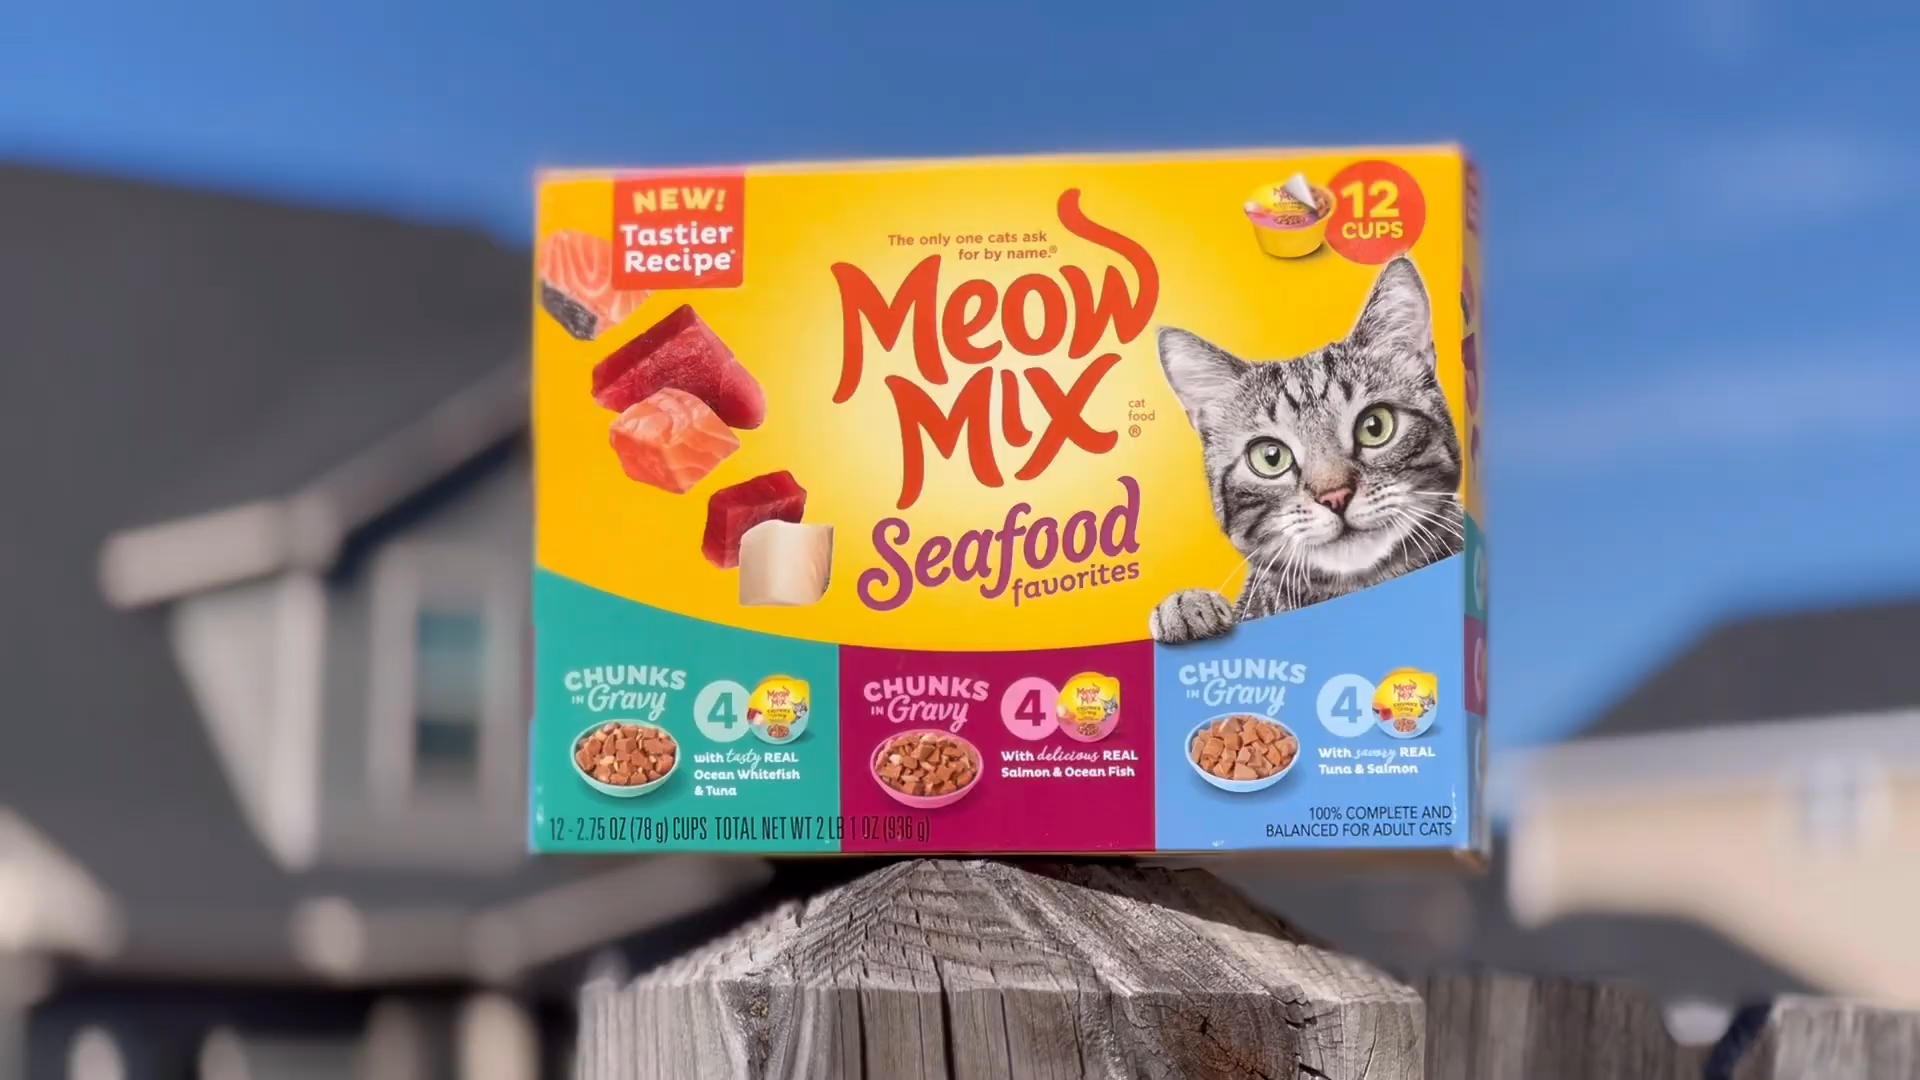 NEW!
Tastier
Recipe*
The only one cats ask
for by name.®
Meow
Mix
cat
food
®
Seafood
favorites
12
CUPS
CHUNKS
IN Gravy
4
with tasty REAL
Ocean Whitefish
& Tuna
CHUNKS
IN Gravy
4
With delicious REAL
Salmon & Ocean Fish
CHUNKS
IN Gravy
4
With savory REAL
Tuna & Salmon
12 - 2.75 OZ (78 g) CUPS TOTAL NET WT 2 LB 1 OZ (936 g)
100% COMPLETE AND
BALANCED FOR ADULT CATS